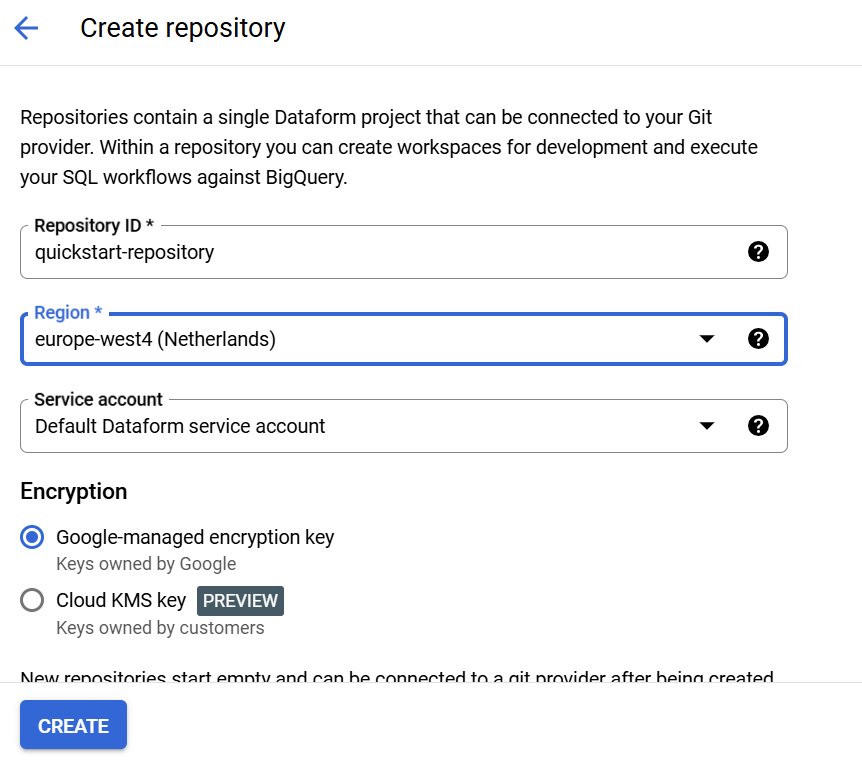 Create repository
Repositories contain a single Dataform project that can be connected to your Git
provider. Within a repository you can create workspaces for development and execute
your SQL workflows against BigQuery.
Repository ID *
quickstart-repository
Region *
europe-west4 (Netherlands)
Service account
Default Dataform service account
Encryption
Google-managed encryption key
Keys owned by Google
Cloud KMS key PREVIEW
Keys owned by customers
New repositories start empty and can be connected to a git provider after being created
CREATE